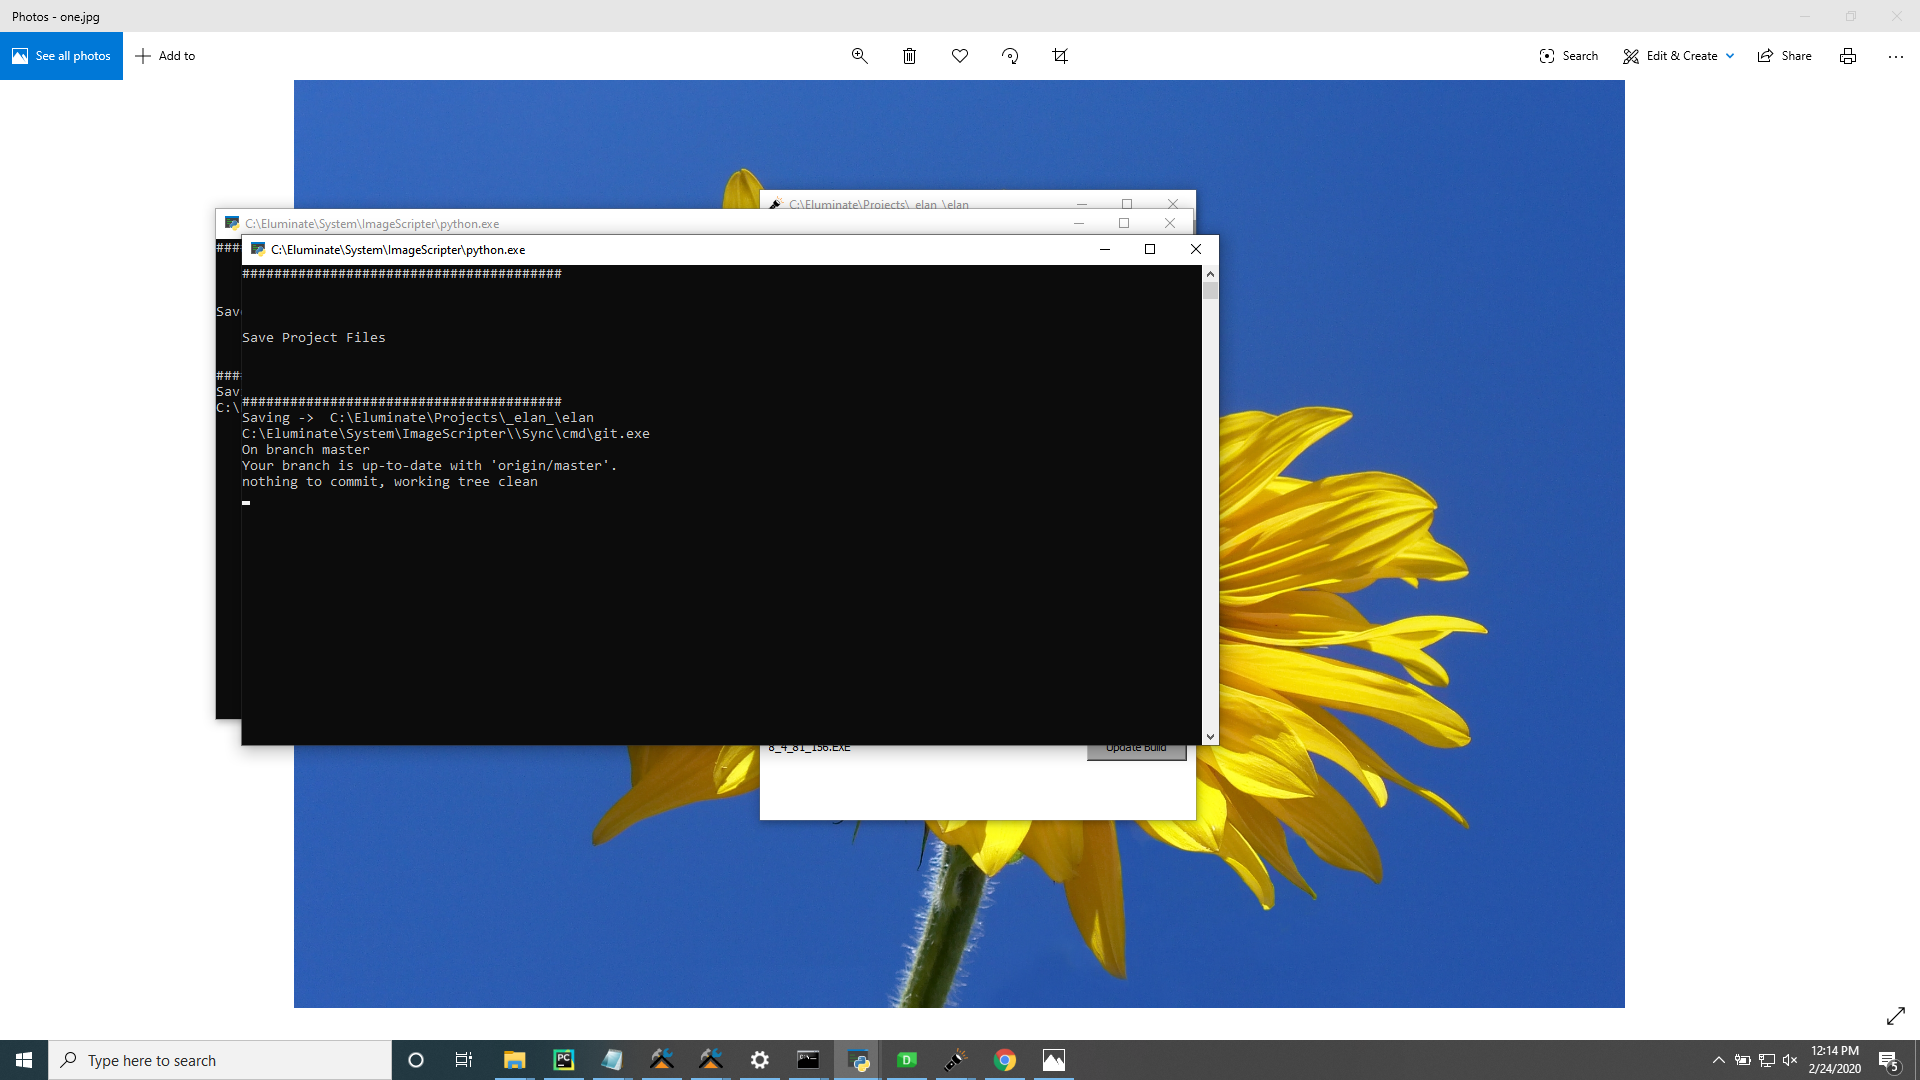 Photos - one.jpg
See all photos
Add to
Search
Edit & Create
Share
C:\Eluminate\Projects\_elan_\elan
C:\Eluminate\System\ImageScripter\python.exe
C:\Eluminate\System\ImageScripter\python.exe
########################################
Save Project Files
########################################
Saving ->  C:\Eluminate\Projects\_elan_\elan
C:\Eluminate\System\ImageScripter\\Sync\cmd\git.exe
On branch master
Your branch is up-to-date with 'origin/master'.
nothing to commit, working tree clean
###
Sav
###
Sav
C:\
8_4_81_156.EXE
Update Build
Type here to search
PC
D
12:14 PM
2/24/2020
5